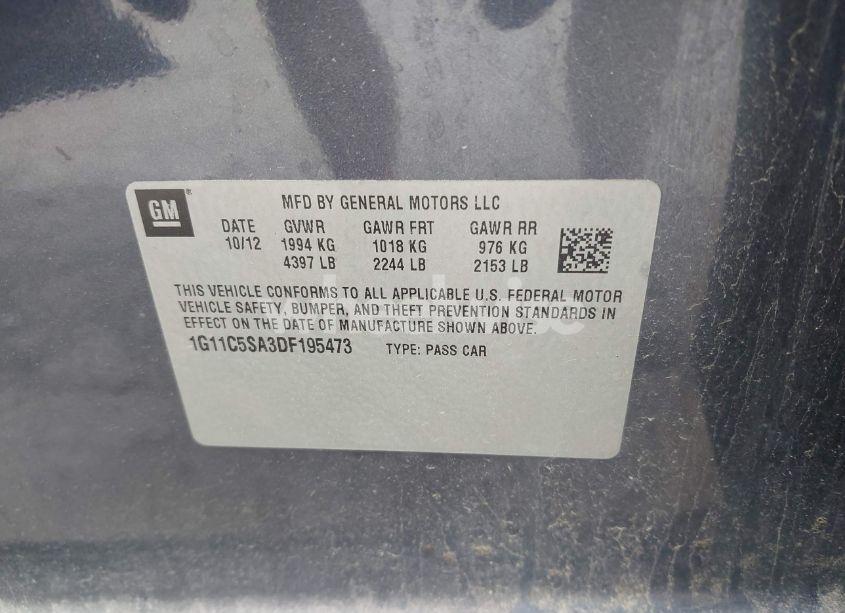 GM
MFD BY GENERAL MOTORS LLC
DATE GVWR GAWR FRT GAWR RR
10/12 1994 KG 1018 KG 976 KG
4397 LB 2244 LB 2153 LB
THIS VEHICLE CONFORMS TO ALL APPLICABLE U.S. FEDERAL MOTOR
VEHICLE SAFETY, BUMPER, AND THEFT PREVENTION STANDARDS IN
EFFECT ON THE DATE OF MANUFACTURE SHOWN ABOVE.
1G11C5SA3DF195473 TYPE: PASS CAR